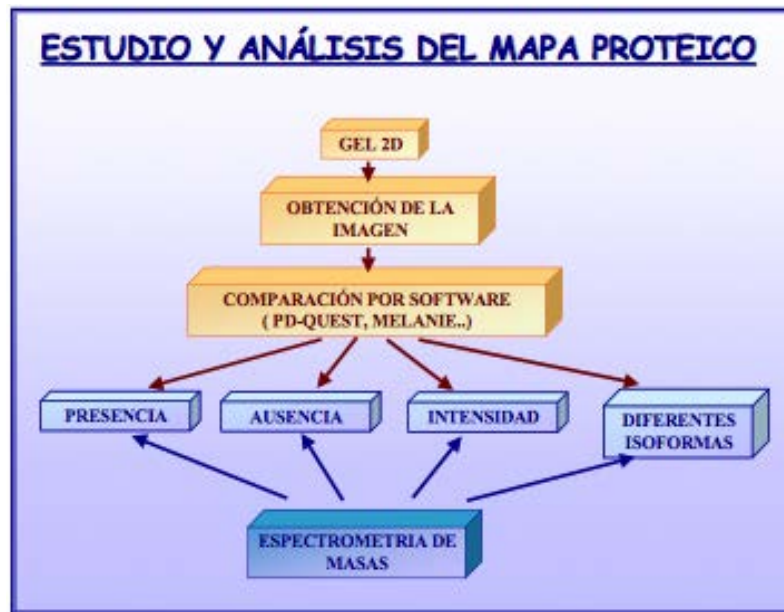 ESTUDIO Y ANÁLISIS DEL MAPA PROTEICO
GEL 2D
OBTENCIÓN DE LA
IMAGEN
COMPARACIÓN POR SOFTWARE
( PD-QUEST, MELANIE..)
PRESENCIA
AUSENCIA
INTENSIDAD
DIFERENTES
ISOFORMAS
ESPECTROMETRIA DE
MASAS